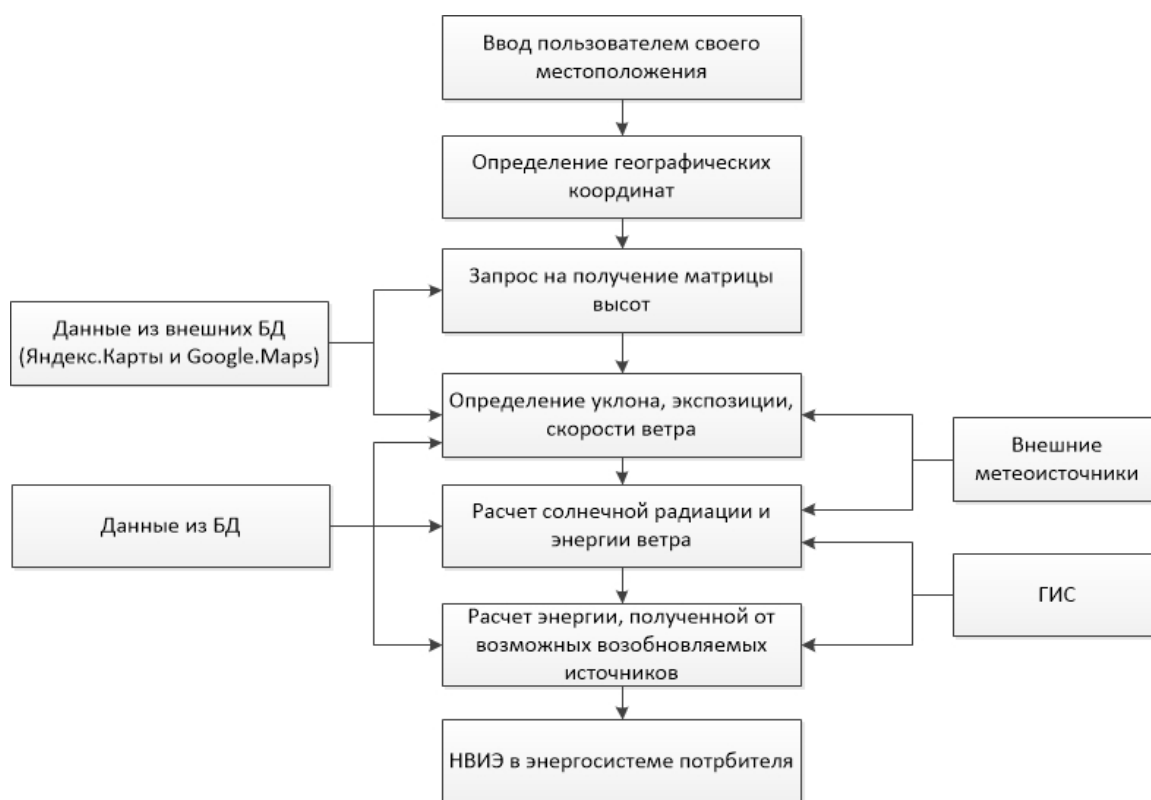 Ввод пользователем своего
местоположения
Определение географических
координат
Запрос на получение матрицы
высот
Данные из внешних БД
(Яндекс.Карты и Google.Maps)
Определение уклона, экспозиции,
скорости ветра
Внешние
метеоисточники
Данные из БД
Расчет солнечной радиации и
энергии ветра
ГИС
Расчет энергии, полученной от
возможных возобновляемых
источников
НВИЭ в энергосистеме потрбителя